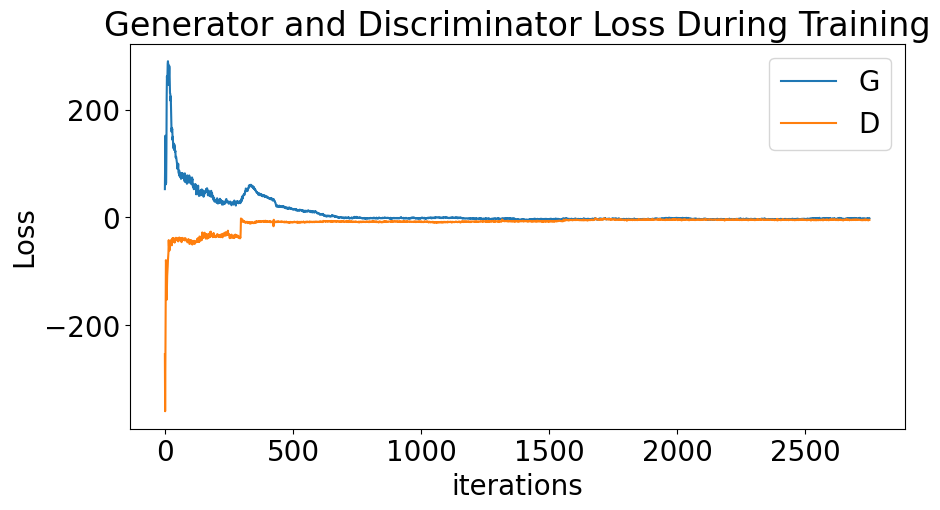 Generator and Discriminator Loss During Training
G
D
200
0
−200
Loss
0 500 1000 1500 2000 2500
iterations